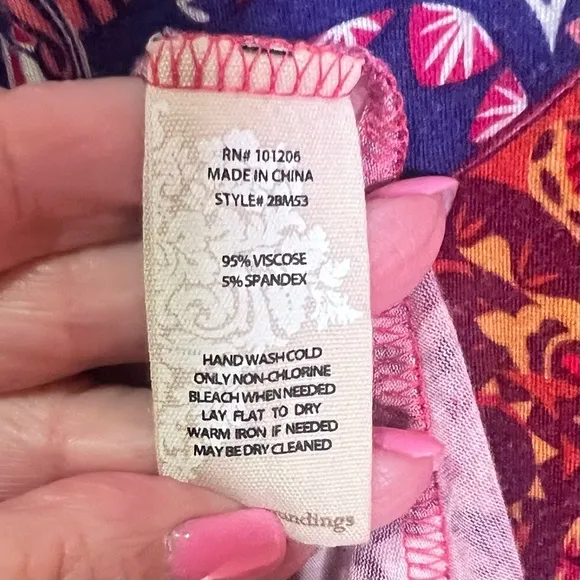 RN# 101206
MADE IN CHINA
STYLE# 2BM53
95% VISCOSE
5% SPANDEX
HAND WASH COLD
ONLY NON-CHLORINE
BLEACH WHEN NEEDED
LAY FLAT TO DRY
WARM IRON IF NEEDED
MAY BE DRY CLEANED